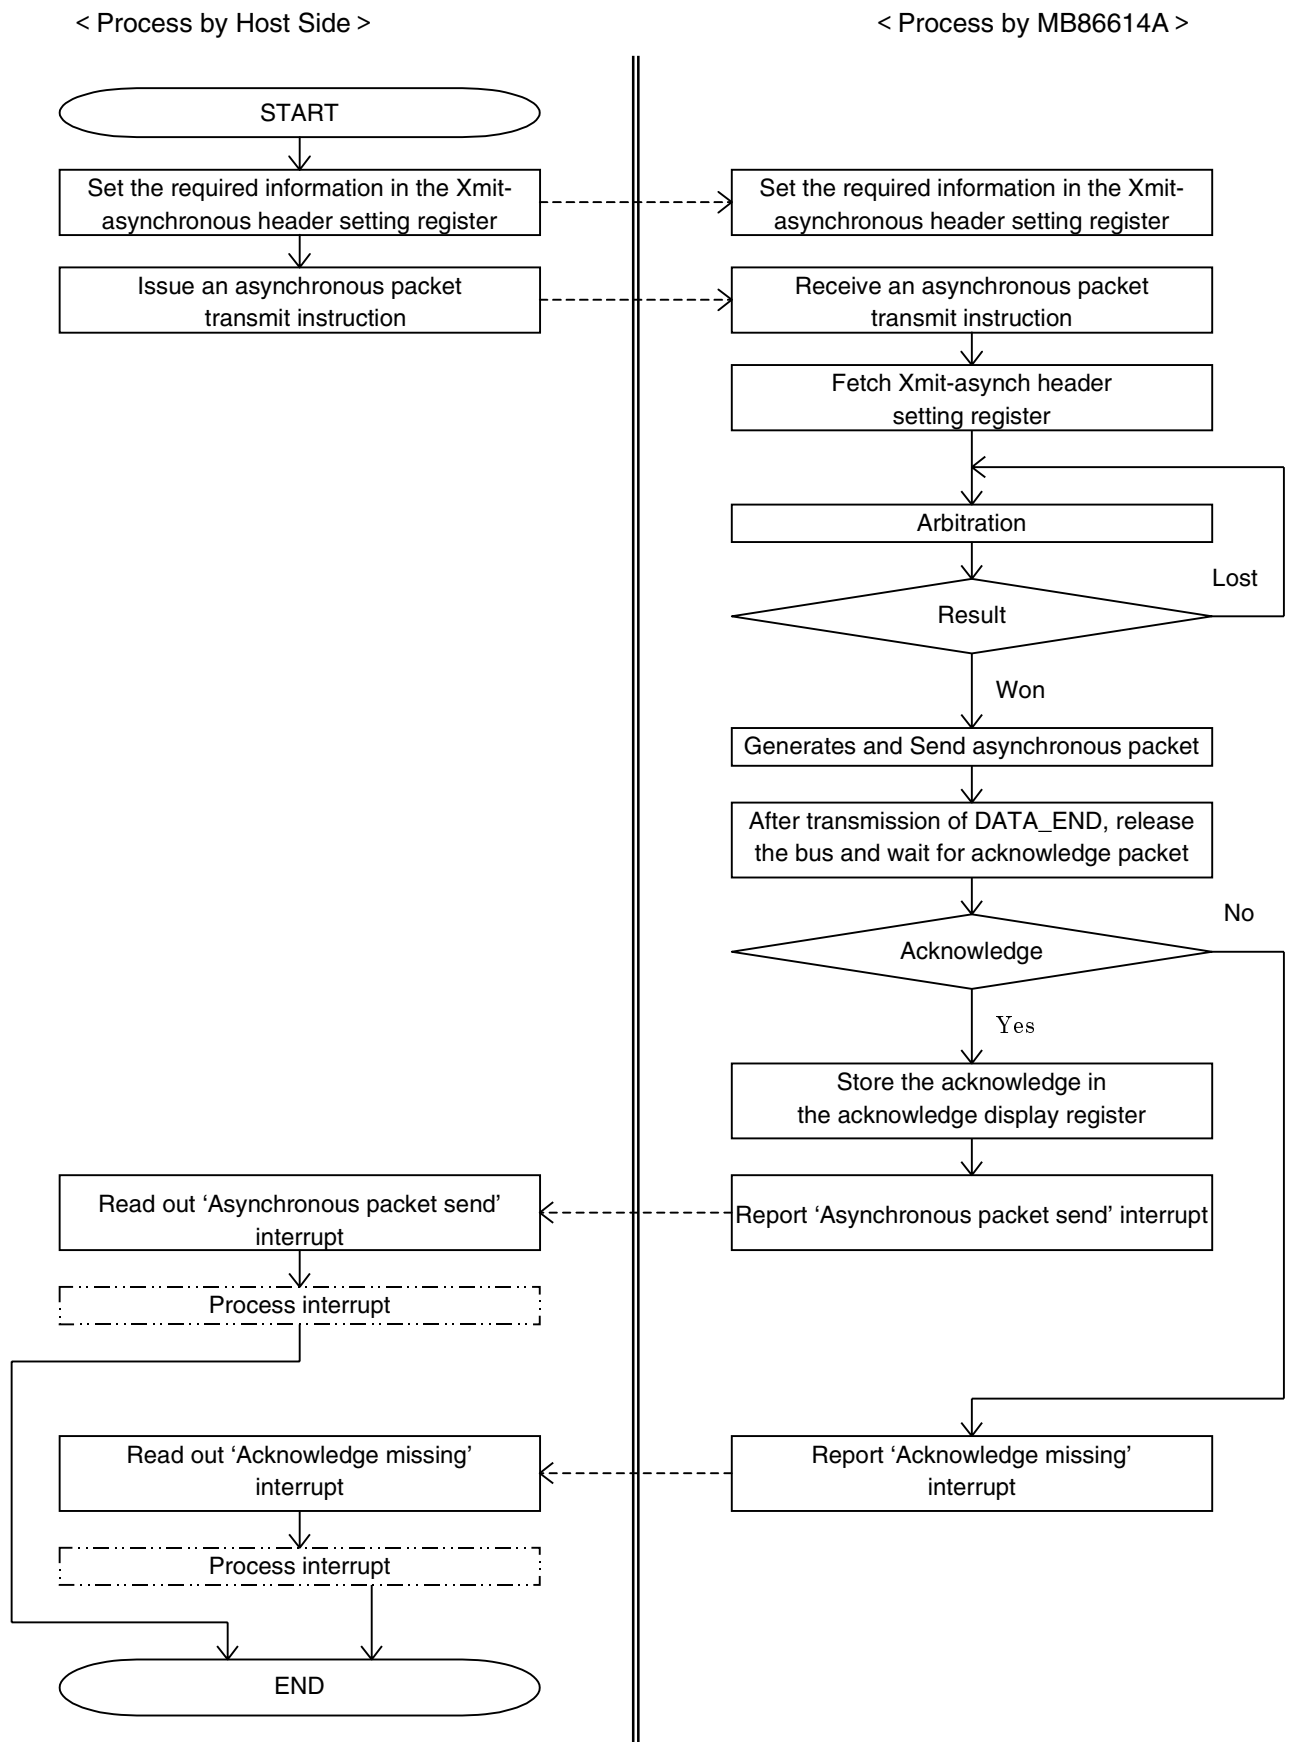 < Process by Host Side >
< Process by MB86614A >
START
Set the required information in the Xmit-
asynchronous header setting register
Set the required information in the Xmit-
asynchronous header setting register
Issue an asynchronous packet
transmit instruction
Receive an asynchronous packet
transmit instruction
Fetch Xmit-asynch header
setting register
Arbitration
Lost
Result
Won
Generates and Send asynchronous packet
After transmission of DATA_END, release
the bus and wait for acknowledge packet
No
Acknowledge
Yes
Store the acknowledge in
the acknowledge display register
Read out ‘Asynchronous packet send’
interrupt
Report ‘Asynchronous packet send’ interrupt
Process interrupt
Read out ‘Acknowledge missing’
interrupt
Report ‘Acknowledge missing’
interrupt
Process interrupt
END